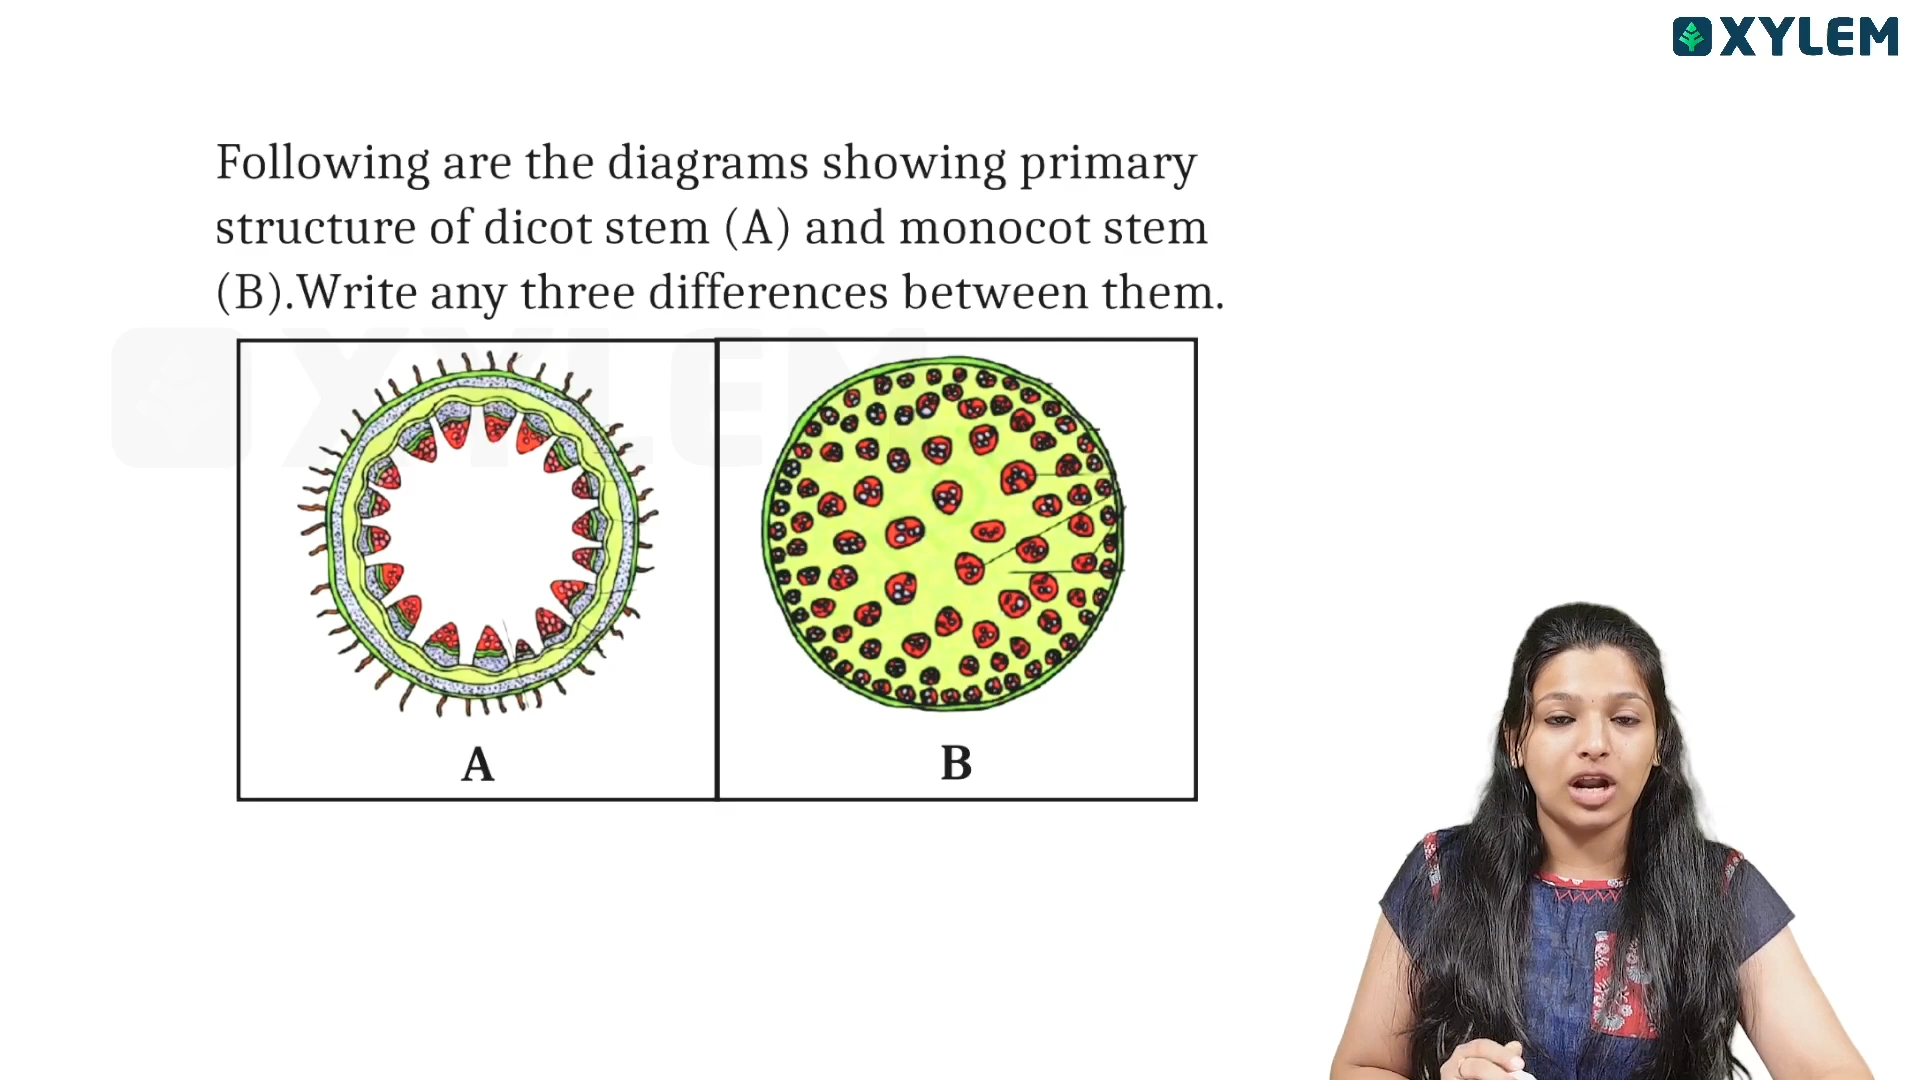 XYLEM
Following are the diagrams showing primary
structure of dicot stem (A) and monocot stem
(B).Write any three differences between them.
XYLEM
A
B